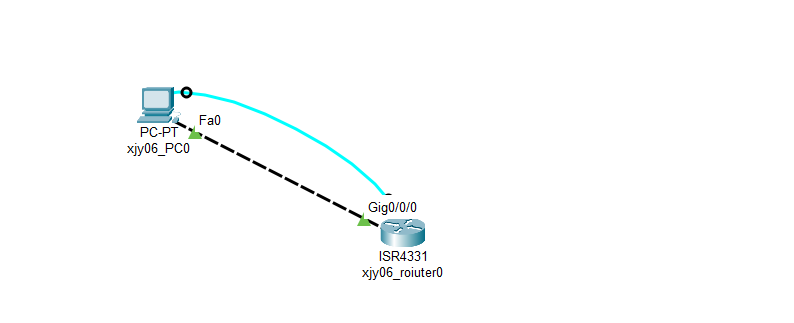 Fa0
PC-PT
xjy06_PC0
Gig0/0/0
ISR4331
xjy06_roiuter0